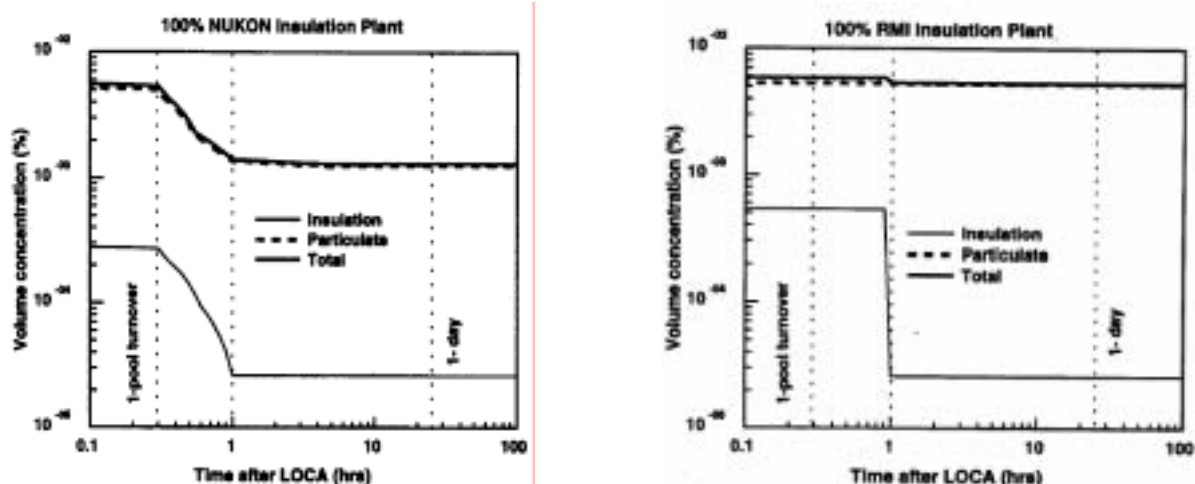 100% NUKON Insulation Plant
Volume concentration (%)
Insulation
Particulate
Total
1-pool turnover
1- day
0.1 1 10 100
Time after LOCA (hrs)
100% RMI Insulation Plant
Volume concentration (%)
Insulation
Particulate
Total
1-pool turnover
1- day
0.1 1 10 100
Time after LOCA (hrs)